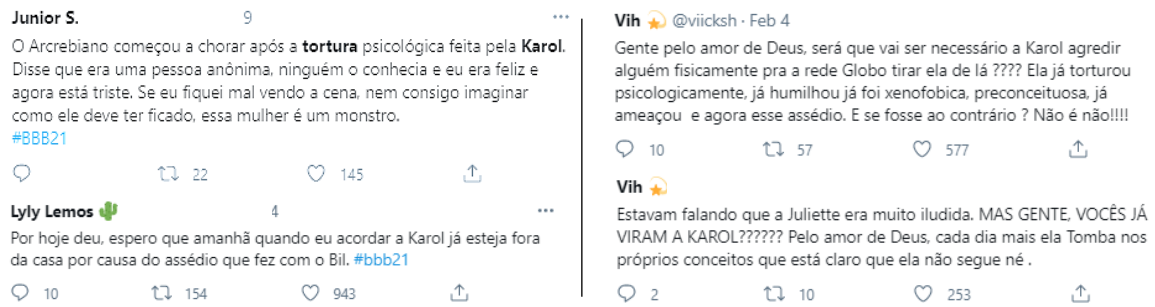 Junior S. 9
O Arcrebiano começou a chorar após a tortura psicológica feita pela Karol.
Disse que era uma pessoa anônima, ninguém o conhecia e eu era feliz e
agora está triste. Se eu fiquei mal vendo a cena, nem consigo imaginar
como ele deve ter ficado, essa mulher é um monstro.
#BBB21
22 145
Lyly Lemos 🌵 4
Por hoje deu, espero que amanhã quando eu acordar a Karol já esteja fora
da casa por causa do assédio que fez com o Bil. #bbb21
10 154 943
Vih 💫 @viicksh · Feb 4
Gente pelo amor de Deus, será que vai ser necessário a Karol agredir
alguém fisicamente pra a rede Globo tirar ela de lá ???? Ela já torturou
psicologicamente, já humilhou já foi xenofobica, preconceituosa, já
ameaçou e agora esse assédio. E se fosse ao contrário ? Não é não!!!!
10 57 577
Vih 💫
Estavam falando que a Juliette era muito iludida. MAS GENTE, VOCÊS JÁ
VIRAM A KAROL?????? Pelo amor de Deus, cada dia mais ela Tomba nos
próprios conceitos que está claro que ela não segue né .
2 10 253